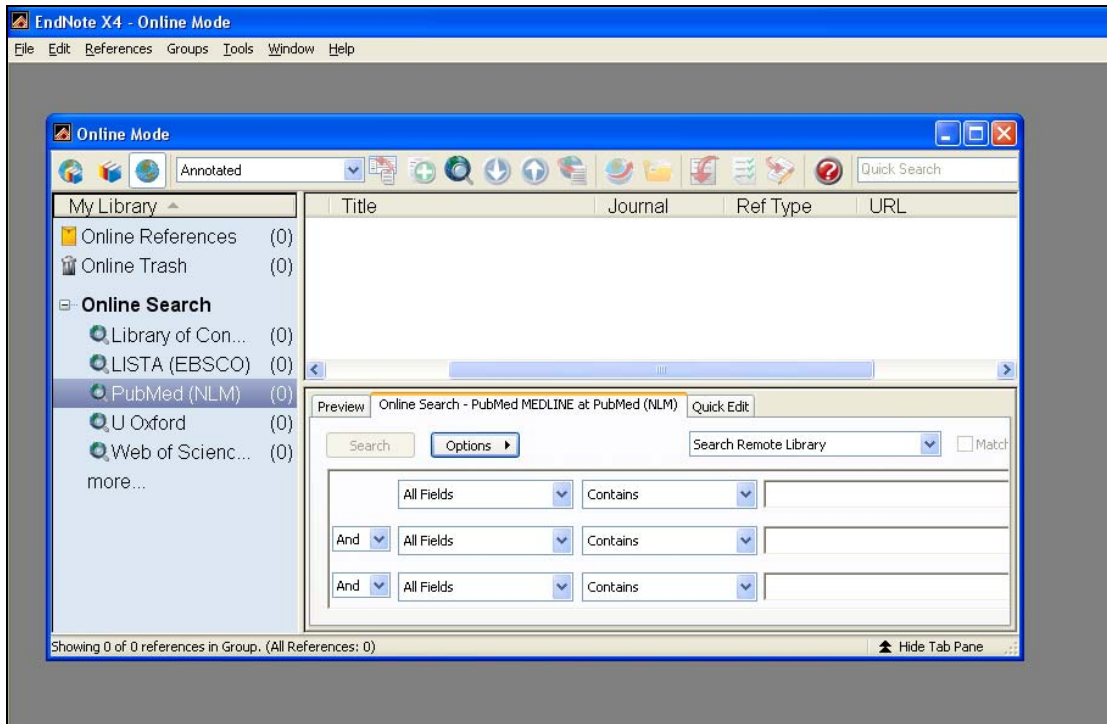 EndNote X4 - Online Mode
File Edit References Groups Tools Window Help
Online Mode
Annotated
Quick Search
My Library
Title Journal Ref Type URL
Online References (0)
Online Trash (0)
Online Search
Library of Con... (0)
LISTA (EBSCO) (0)
PubMed (NLM) (0)
U Oxford (0)
Web of Scienc... (0)
more...
Preview Online Search - PubMed MEDLINE at PubMed (NLM) Quick Edit
Search Options Search Remote Library Match
All Fields Contains
And All Fields Contains
And All Fields Contains
Showing 0 of 0 references in Group. (All References: 0) Hide Tab Pane